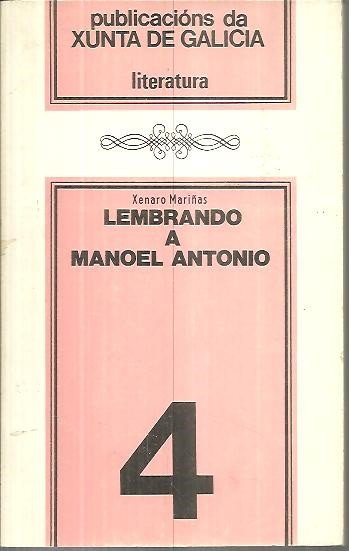 publicacións da
XUNTA DE GALICIA
literatura
Xenaro Mariñas
LEMBRANDO
A
MANOEL ANTONIO
4